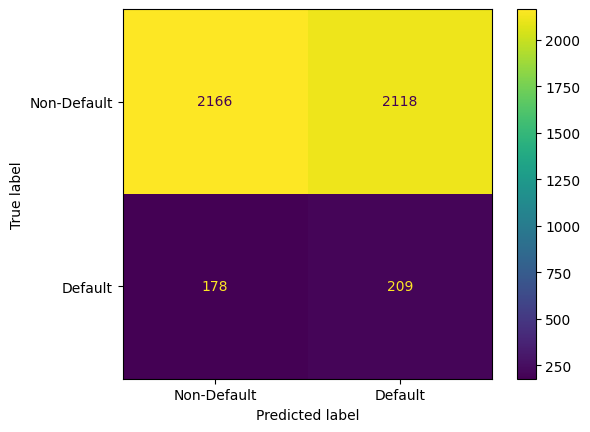 Non-Default
Default
True label
2166
2118
178
209
Non-Default
Default
Predicted label
2000
1750
1500
1250
1000
750
500
250